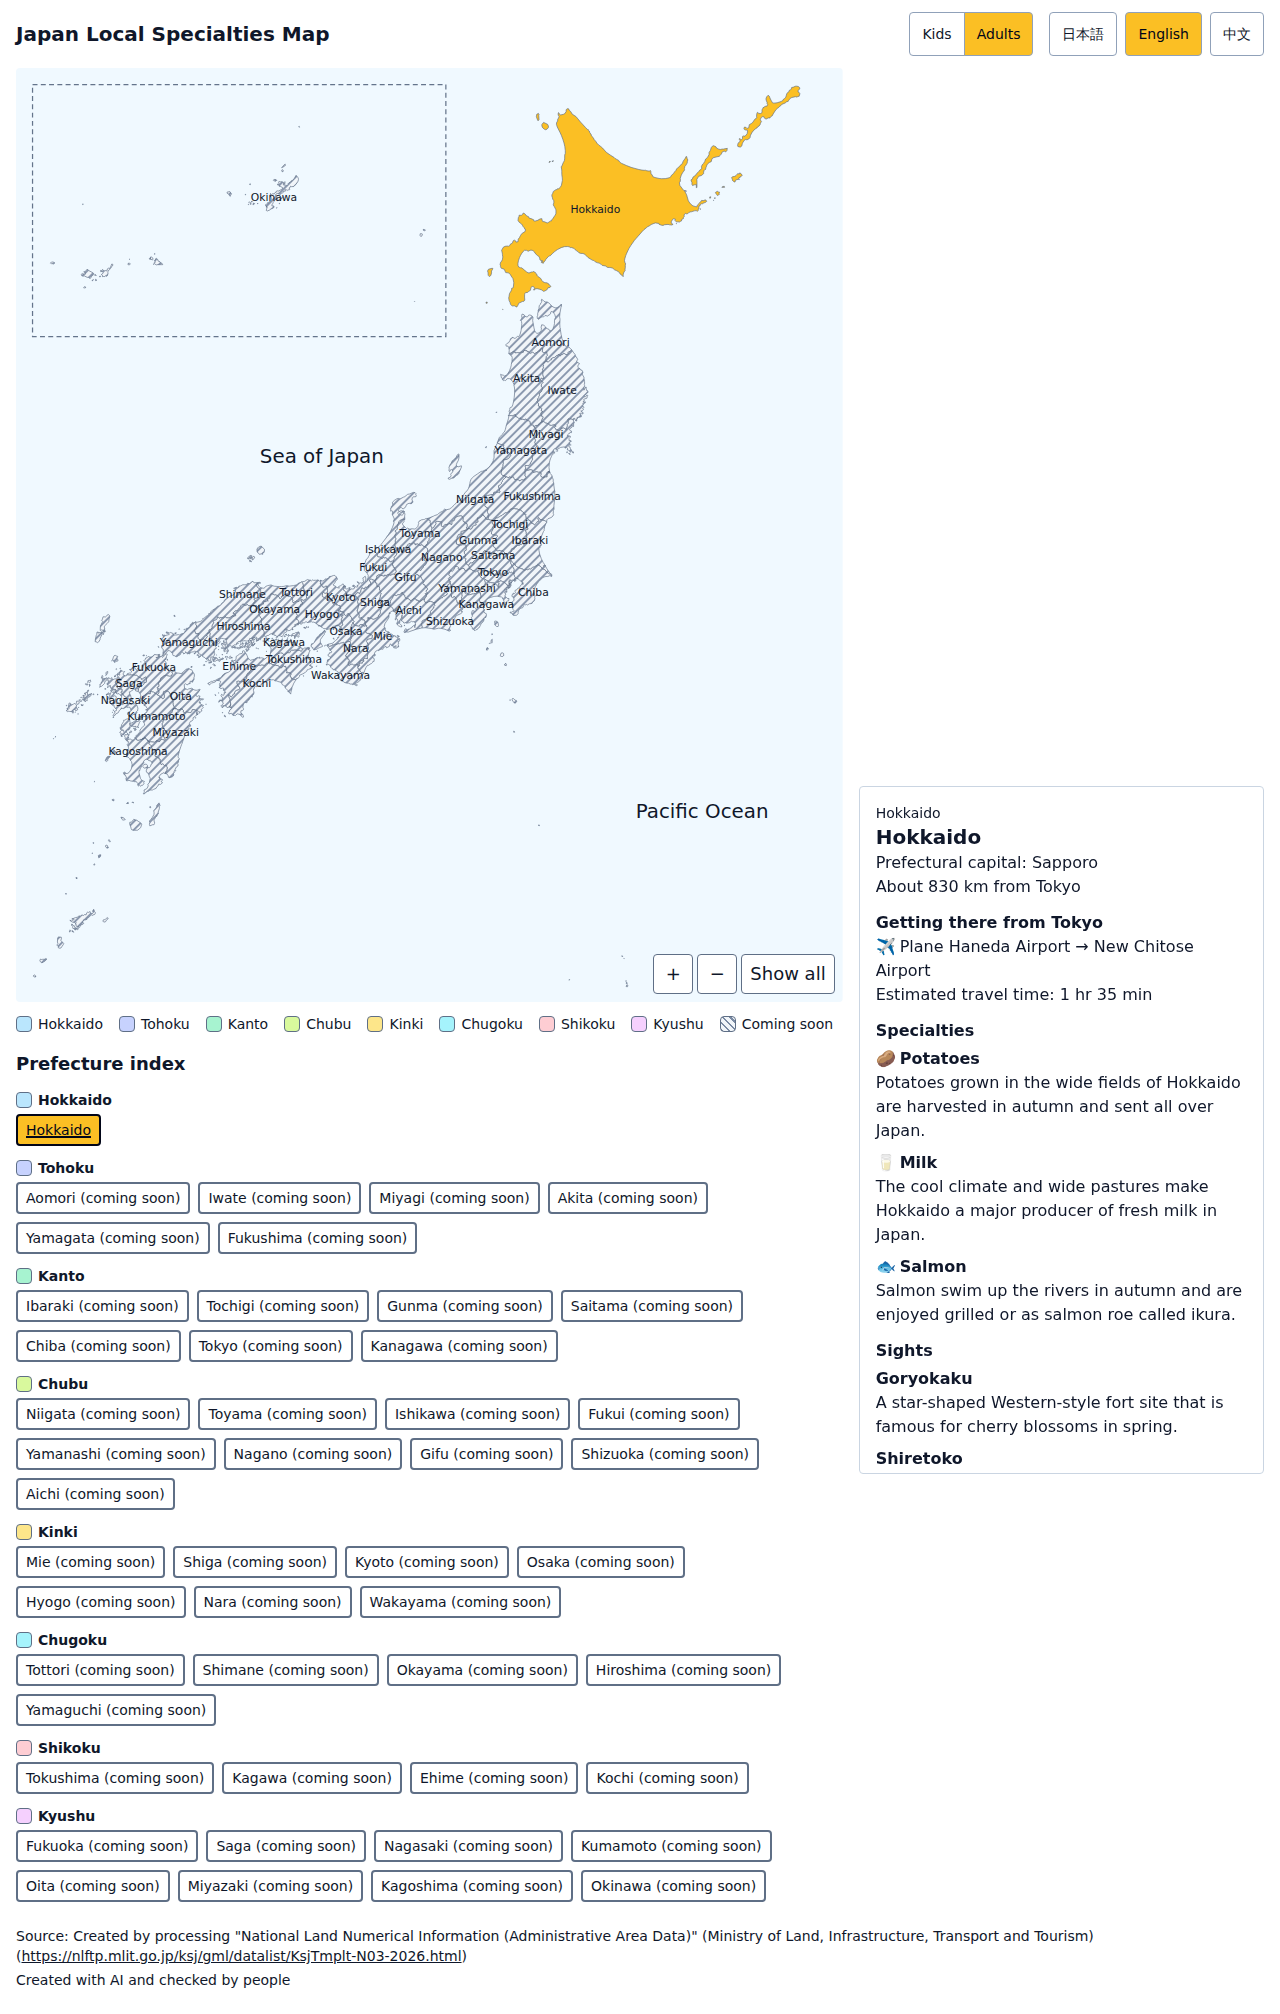 Japan Local Specialties Map
Kids
Adults
日本語
English
中文
Okinawa
Hokkaido
Aomori
Akita
Iwate
Miyagi
Yamagata
Sea of Japan
Niigata
Fukushima
Tochigi
Toyama
Gunma
Ibaraki
Ishikawa
Nagano
Saitama
Fukui
Gifu
Tokyo
Yamanashi
Chiba
Shimane
Tottori
Kyoto
Shiga
Kanagawa
Okayama
Hyogo
Aichi
Shizuoka
Hiroshima
Osaka
Mie
Yamaguchi
Kagawa
Nara
Tokushima
Fukuoka
Ehime
Wakayama
Saga
Kochi
Nagasaki
Oita
Kumamoto
Miyazaki
Kagoshima
Pacific Ocean
+
−
Show all
Hokkaido
Tohoku
Kanto
Chubu
Kinki
Chugoku
Shikoku
Kyushu
Coming soon
Prefecture index
Hokkaido
Hokkaido
Tohoku
Aomori (coming soon)
Iwate (coming soon)
Miyagi (coming soon)
Akita (coming soon)
Yamagata (coming soon)
Fukushima (coming soon)
Kanto
Ibaraki (coming soon)
Tochigi (coming soon)
Gunma (coming soon)
Saitama (coming soon)
Chiba (coming soon)
Tokyo (coming soon)
Kanagawa (coming soon)
Chubu
Niigata (coming soon)
Toyama (coming soon)
Ishikawa (coming soon)
Fukui (coming soon)
Yamanashi (coming soon)
Nagano (coming soon)
Gifu (coming soon)
Shizuoka (coming soon)
Aichi (coming soon)
Kinki
Mie (coming soon)
Shiga (coming soon)
Kyoto (coming soon)
Osaka (coming soon)
Hyogo (coming soon)
Nara (coming soon)
Wakayama (coming soon)
Chugoku
Tottori (coming soon)
Shimane (coming soon)
Okayama (coming soon)
Hiroshima (coming soon)
Yamaguchi (coming soon)
Shikoku
Tokushima (coming soon)
Kagawa (coming soon)
Ehime (coming soon)
Kochi (coming soon)
Kyushu
Fukuoka (coming soon)
Saga (coming soon)
Nagasaki (coming soon)
Kumamoto (coming soon)
Oita (coming soon)
Miyazaki (coming soon)
Kagoshima (coming soon)
Okinawa (coming soon)
Hokkaido
Hokkaido
Prefectural capital: Sapporo
About 830 km from Tokyo
Getting there from Tokyo
✈️ Plane Haneda Airport → New Chitose
Airport
Estimated travel time: 1 hr 35 min
Specialties
🥔 Potatoes
Potatoes grown in the wide fields of Hokkaido
are harvested in autumn and sent all over
Japan.
🥛 Milk
The cool climate and wide pastures make
Hokkaido a major producer of fresh milk in
Japan.
🐟 Salmon
Salmon swim up the rivers in autumn and are
enjoyed grilled or as salmon roe called ikura.
Sights
Goryokaku
A star-shaped Western-style fort site that is
famous for cherry blossoms in spring.
Shiretoko
Source: Created by processing "National Land Numerical Information (Administrative Area Data)" (Ministry of Land, Infrastructure, Transport and Tourism)
(https://nlftp.mlit.go.jp/ksj/gml/datalist/KsjTmplt-N03-2026.html)
Created with AI and checked by people